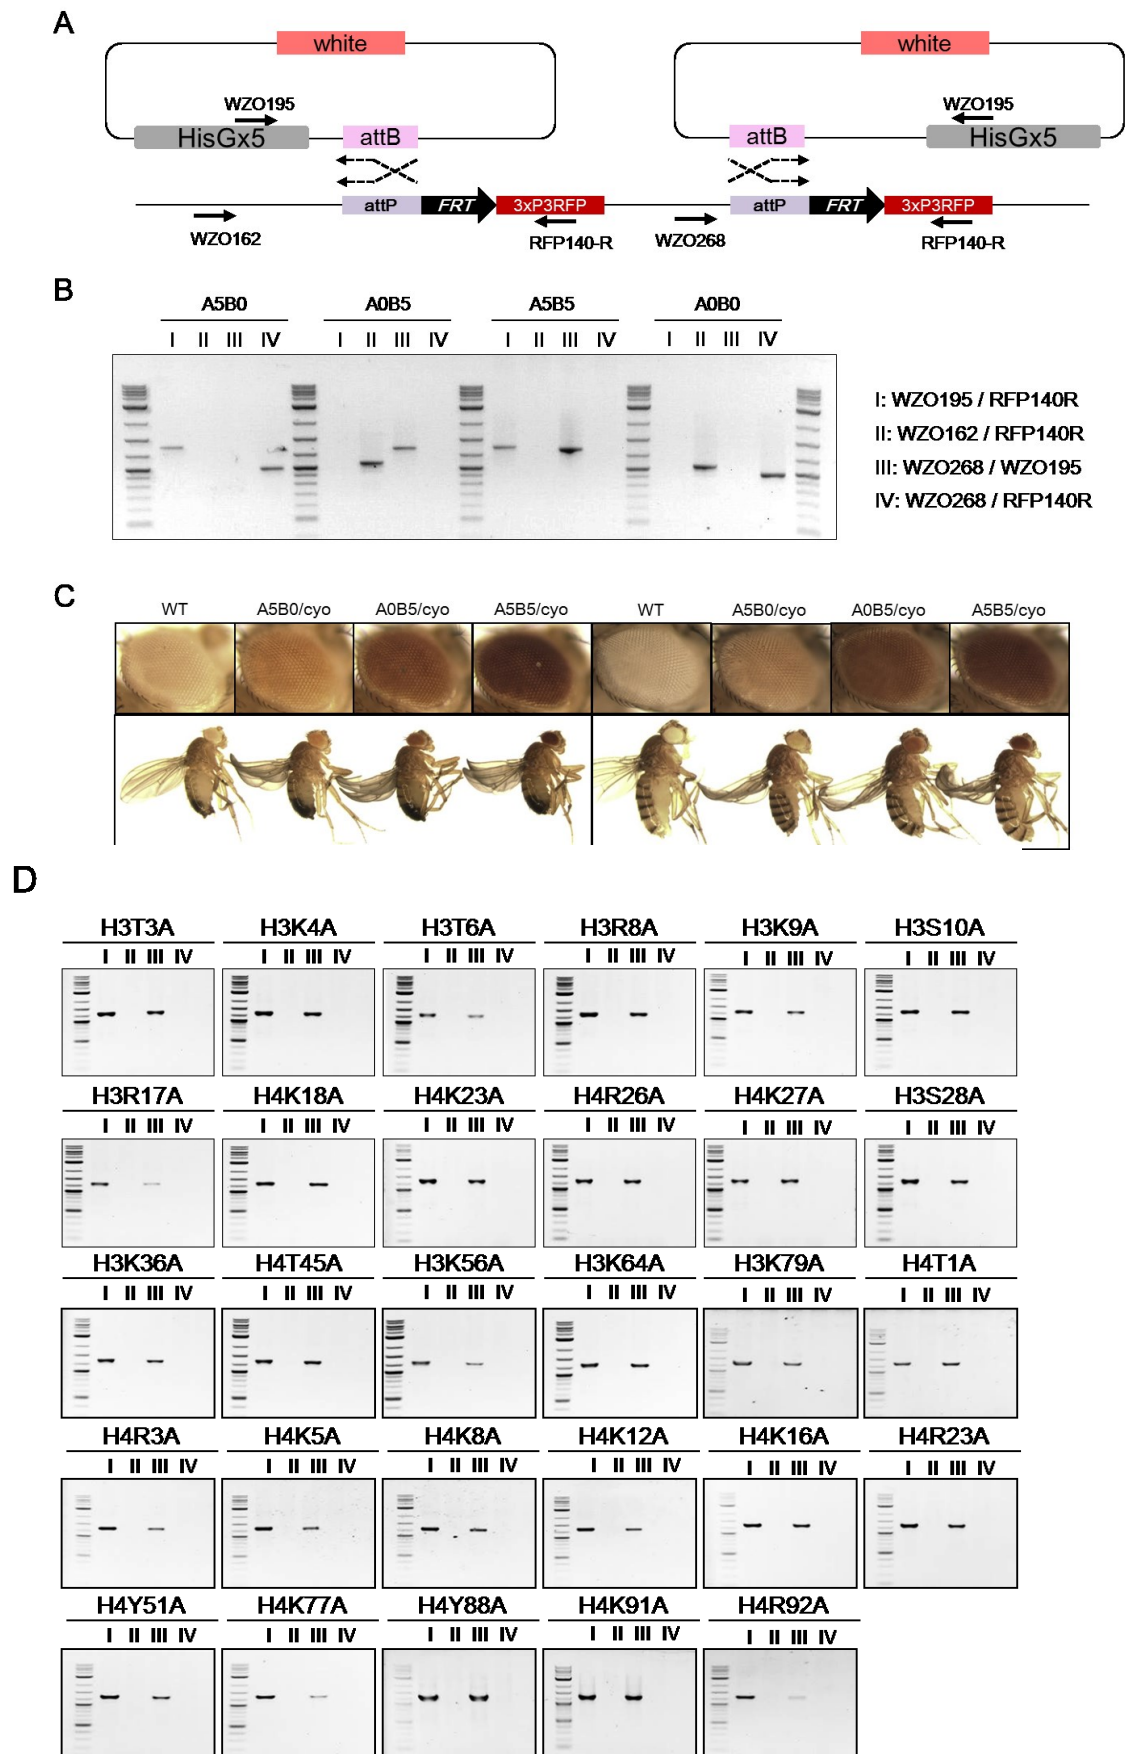 A
white white
WZO195 WZO195
HisGx5 attB attB HisGx5
attP FRT 3xP3RFP attP FRT 3xP3RFP
WZO162 RFP140-R WZO268 RFP140-R
B
A5B0 A0B5 A5B5 A0B0
I II III IV I II III IV I II III IV I II III IV
I: WZO195 / RFP140R
II: WZO162 / RFP140R
III: WZO268 / WZO195
IV: WZO268 / RFP140R
C
WT A5B0/cyo A0B5/cyo A5B5/cyo WT A5B0/cyo A0B5/cyo A5B5/cyo
D
H3T3A H3K4A H3T6A H3R8A H3K9A H3S10A
I II III IV I II III IV I II III IV I II III IV I II III IV I II III IV
H3R17A H4K18A H4K23A H4R26A H4K27A H3S28A
I II III IV I II III IV I II III IV I II III IV I II III IV I II III IV
H3K36A H4T45A H3K56A H3K64A H3K79A H4T1A
I II III IV I II III IV I II III IV I II III IV I II III IV I II III IV
H4R3A H4K5A H4K8A H4K12A H4K16A H4R23A
I II III IV I II III IV I II III IV I II III IV I II III IV I II III IV
H4Y51A H4K77A H4Y88A H4K91A H4R92A
I II III IV I II III IV I II III IV I II III IV I II III IV